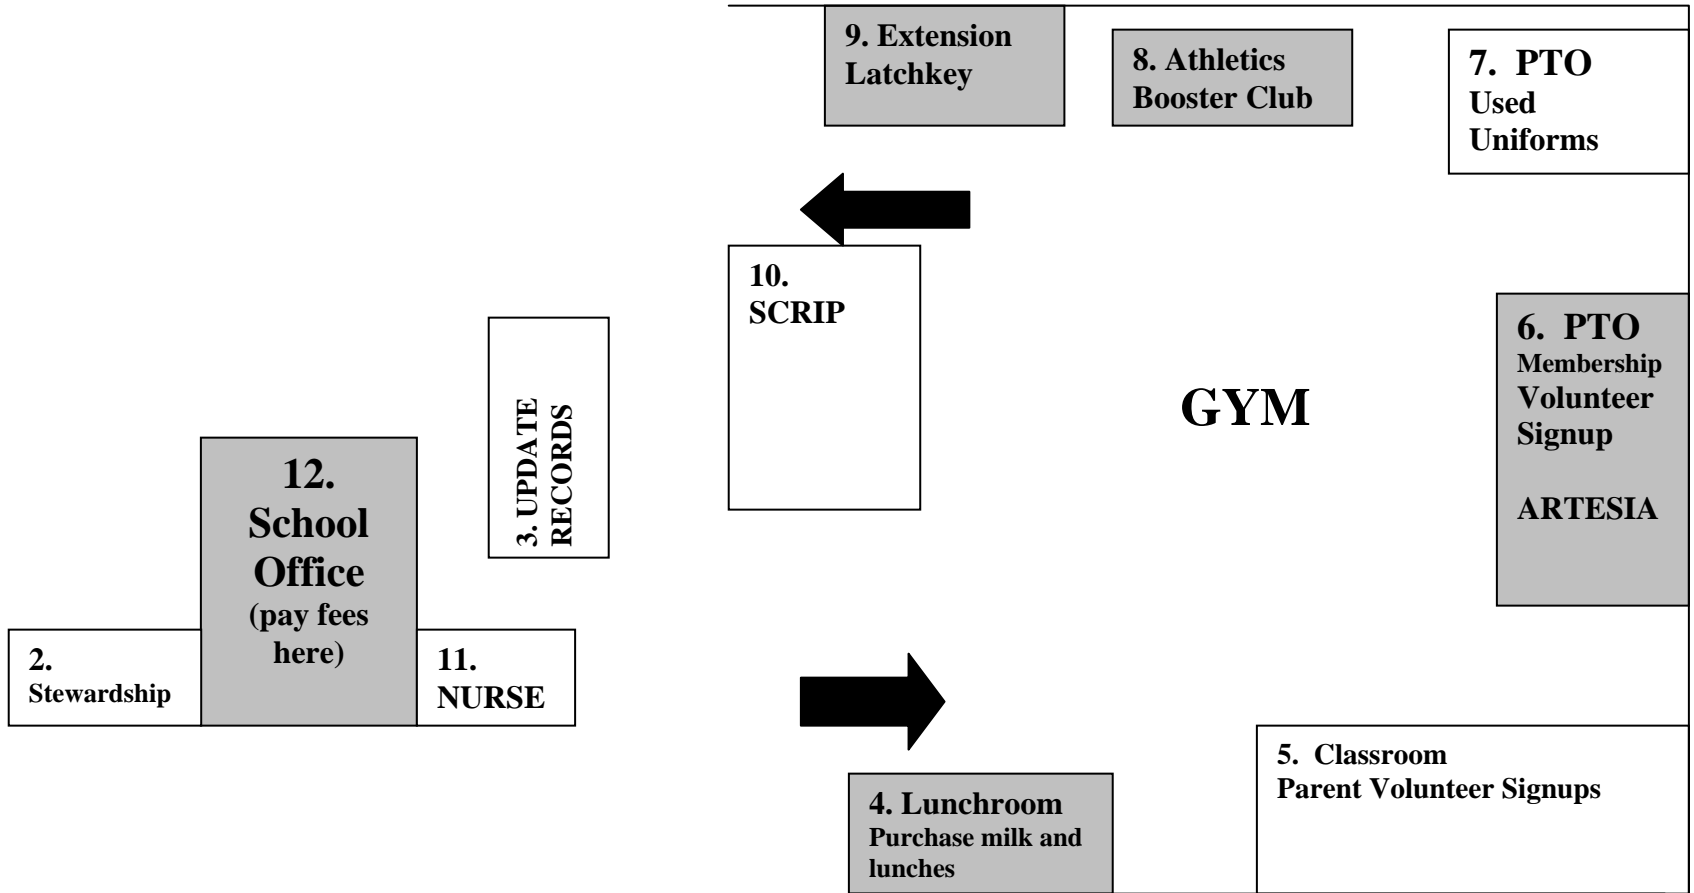 9. Extension
Latchkey
8. Athletics
Booster Club
7. PTO
Used
Uniforms
10.
SCRIP
6. PTO
Membership
Volunteer
Signup
ARTESIA
GYM
3. UPDATE
RECORDS
12.
School
Office
(pay fees
here)
2.
Stewardship
11.
NURSE
5. Classroom
Parent Volunteer Signups
4. Lunchroom
Purchase milk and
lunches